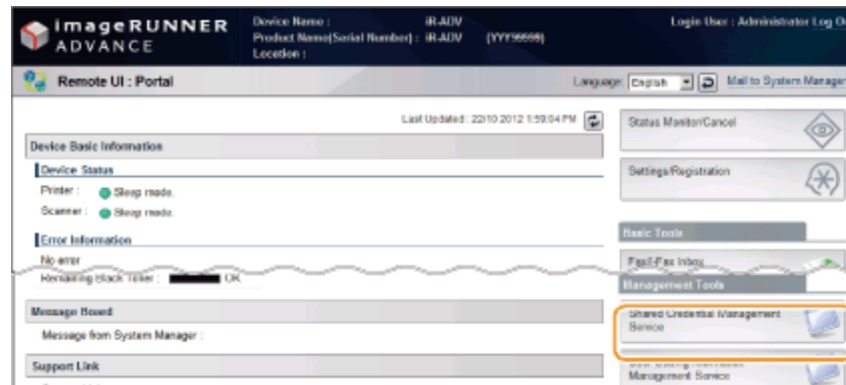 imageRUNNER
ADVANCE
Device Name : iR-ADV
Product Name(Serial Number) : iR-ADV (YYY99999)
Location :
Login User : Administrator Log O
Remote UI : Portal
Language: English Mail to System Manager
Last Updated : 22/10 2012 1:59:04 PM
Device Basic Information
Device Status
Printer : Sleep mode.
Scanner : Sleep mode.
Error Information
No error
Remaining Black Toner : OK
Message Board
Message from System Manager :
Support Link
Status Monitor/Cancel
Settings/Registration
Basic Tools
Fax/I-Fax Inbox
Management Tools
Shared Credential Management
Service
Management Service